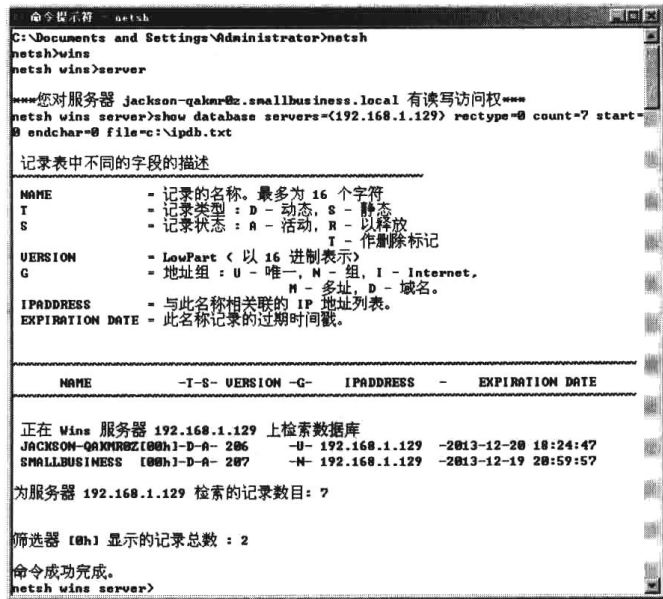 命令提示符 - netsh
C:\Documents and Settings\Administrator>netsh
netsh>wins
netsh wins>server
***您对服务器 jackson-qakmr0z.smallbusiness.local 有读写访问权***
netsh wins server>show database servers={192.168.1.129} rectype=0 count=7 start=
0 endchar=0 file=c:\ipdb.txt
记录表中不同的字段的描述
NAME = 记录的名称。最多为 16 个字符
T = 记录类型 : D - 动态, S - 静态
S = 记录状态 : A - 活动, R - 以释放
T - 作删除标记
VERSION = LowPart ( 以 16 进制表示)
G = 地址组 : U - 唯一, N - 组, I - Internet,
M - 多址, D - 域名。
IPADDRESS = 与此名称相关联的 IP 地址列表。
EXPIRATION DATE = 此名称记录的过期时间戳。
NAME -T-S- VERSION -G- IPADDRESS - EXPIRATION DATE
正在 Wins 服务器 192.168.1.129 上检索数据库
JACKSON-QAKMR0Z[00h]-D-A- 206 -U- 192.168.1.129 -2013-12-20 18:24:47
SMALLBUSINESS [00h]-D-A- 207 -N- 192.168.1.129 -2013-12-19 20:59:57
为服务器 192.168.1.129 检索的记录数目: 7
筛选器 [0h] 显示的记录总数 : 2
命令成功完成。
netsh wins server>